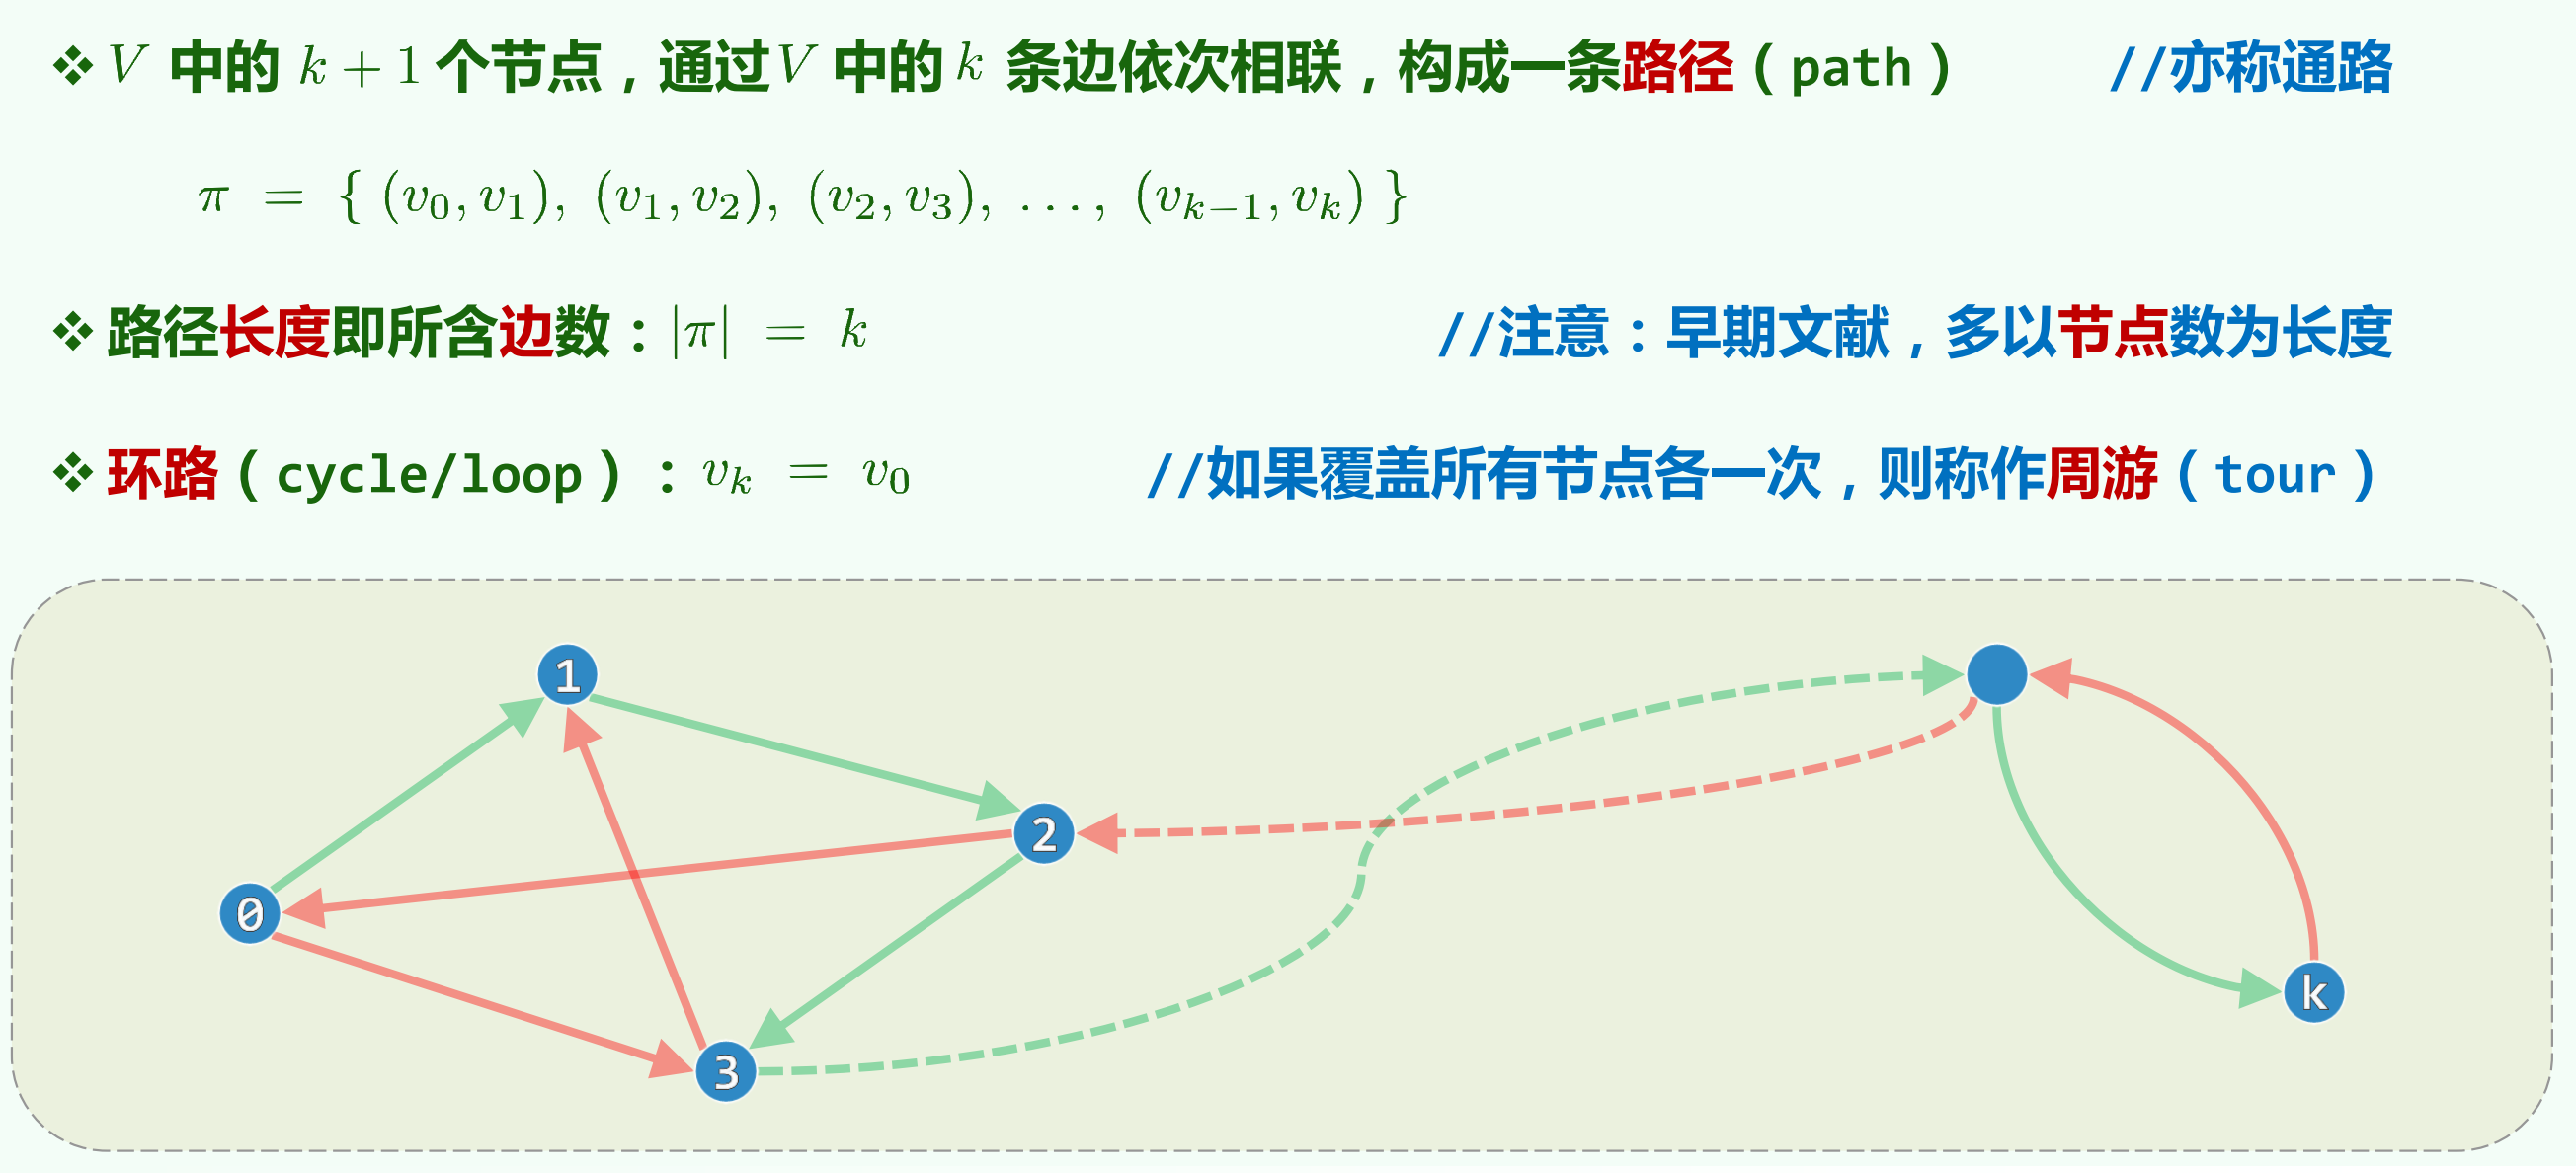 ❖ V 中的 k + 1 个节点，通过 V 中的 k 条边依次相联，构成一条路径（path） //亦称通路
π = { (v₀, v₁), (v₁, v₂), (v₂, v₃), ..., (vₖ₋₁, vₖ) }
❖ 路径长度即所含边数：|π| = k //注意：早期文献，多以节点数为长度
❖ 环路（cycle/loop）：vₖ = v₀ //如果覆盖所有节点各一次，则称作周游（tour）
1
2
0
k
3